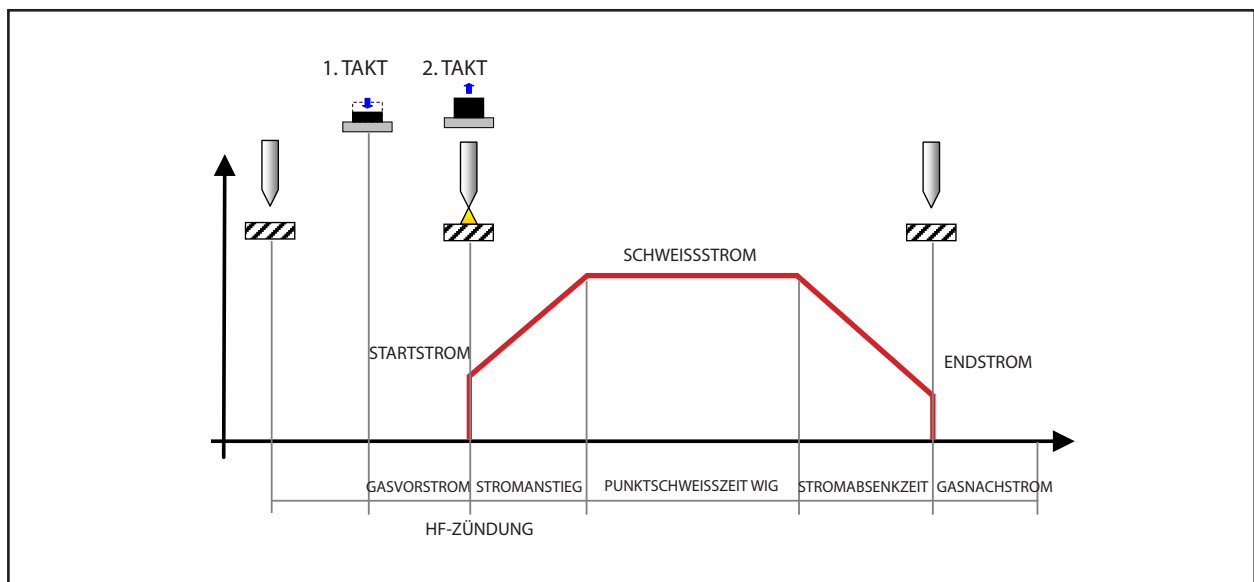 1. TAKT 2. TAKT
SCHWEISSSTROM
STARTSTROM
ENDSTROM
GASVORSTROM STROMANSTIEG PUNKTSCHWEISSZEIT WIG STROMABSENKZEIT GASNACHSTROM
HF-ZÜNDUNG